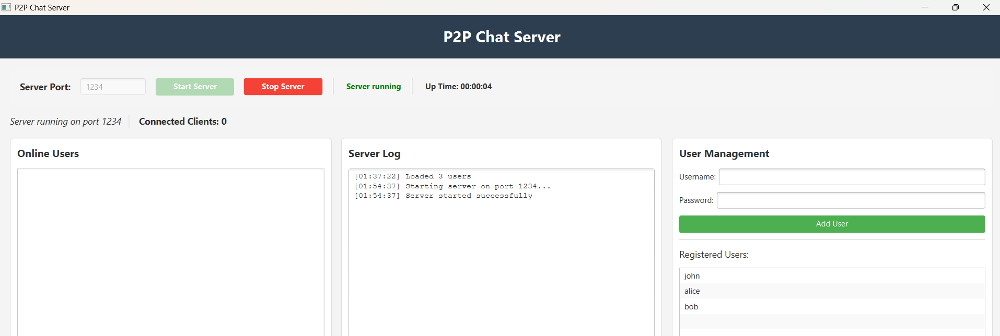 P2P Chat Server
P2P Chat Server
Server Port: 1234 Start Server Stop Server Server running Up Time: 00:00:04
Server running on port 1234 Connected Clients: 0
Online Users
Server Log
[01:37:22] Loaded 3 users
[01:54:37] Starting server on port 1234...
[01:54:37] Server started successfully
User Management
Username:
Password:
Add User
Registered Users:
john
alice
bob